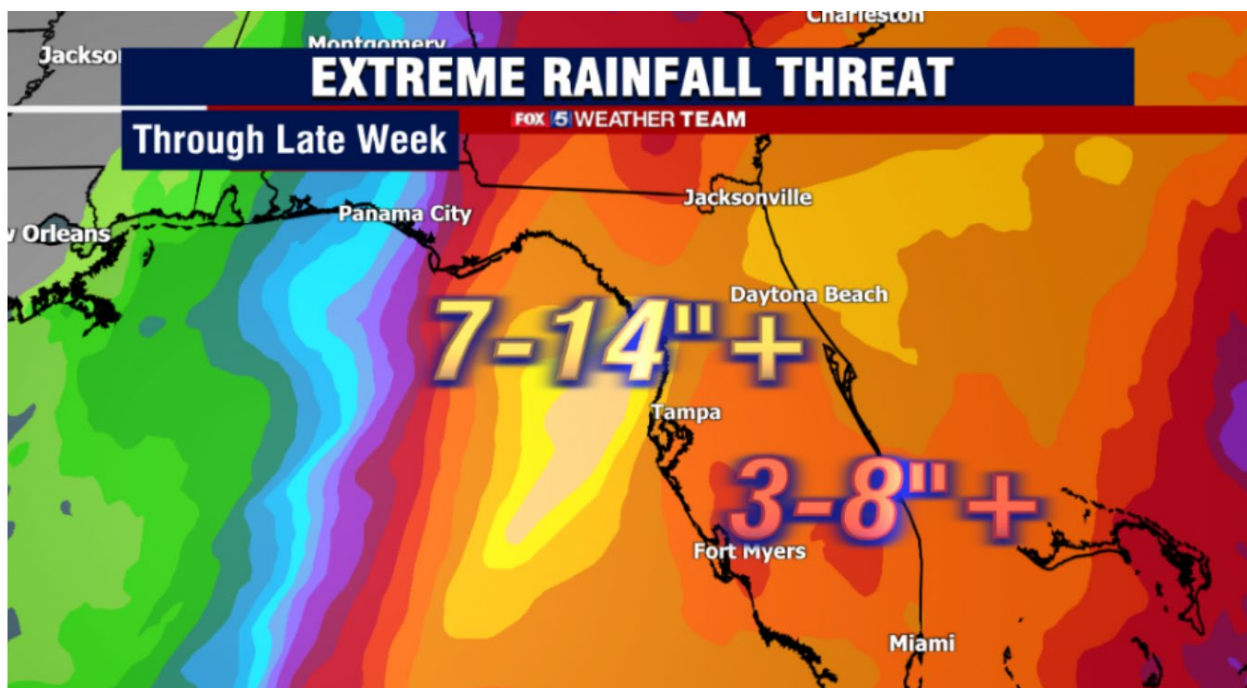 Charleston
Jackso
Montgomery
EXTREME RAINFALL THREAT
FOX 5 WEATHER TEAM
Through Late Week
Jacksonville
Panama City
Orleans
Daytona Beach
7-14" +
Tampa
3-8" +
Fort Myers
Miami